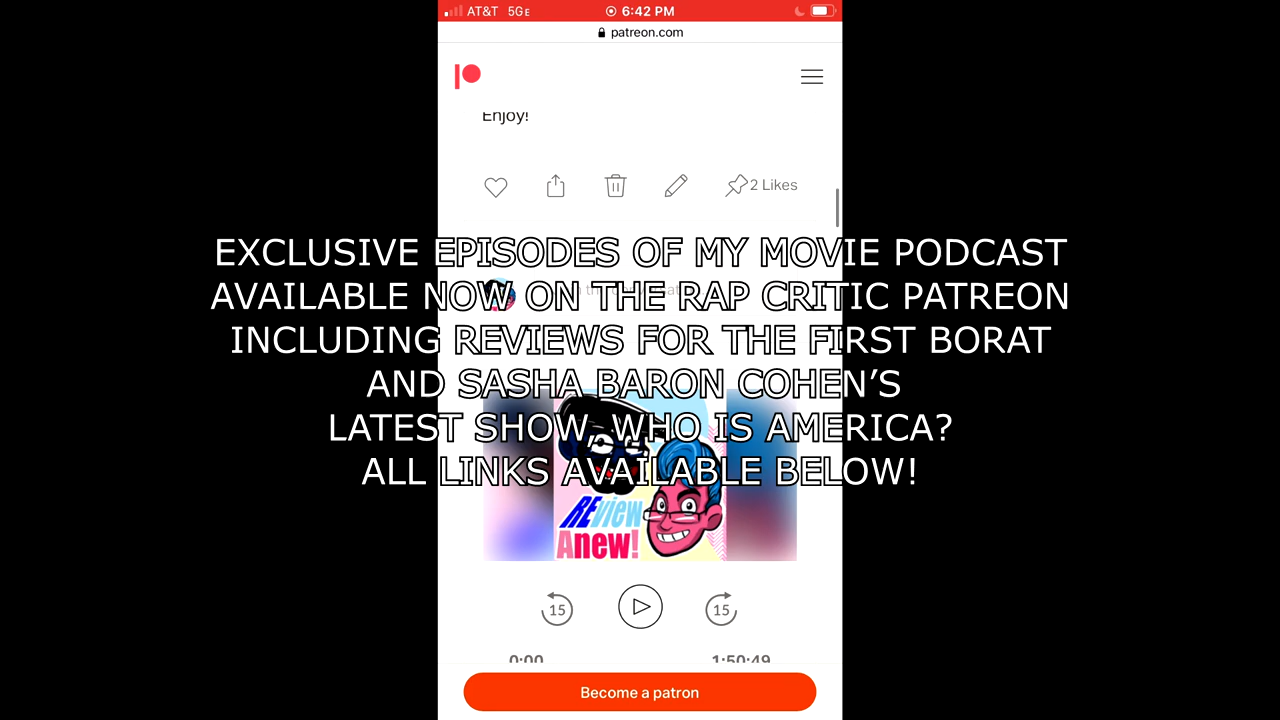 AT&T 5GE 6:42 PM
patreon.com
Enjoy!
2 Likes
EXCLUSIVE EPISODES OF MY MOVIE PODCAST
AVAILABLE NOW ON THE RAP CRITIC PATREON
INCLUDING REVIEWS FOR THE FIRST BORAT
AND SASHA BARON COHEN’S
LATEST SHOW, WHO IS AMERICA?
ALL LINKS AVAILABLE BELOW!
REview
Anew!
15 15
0:00 1:50:49
Become a patron